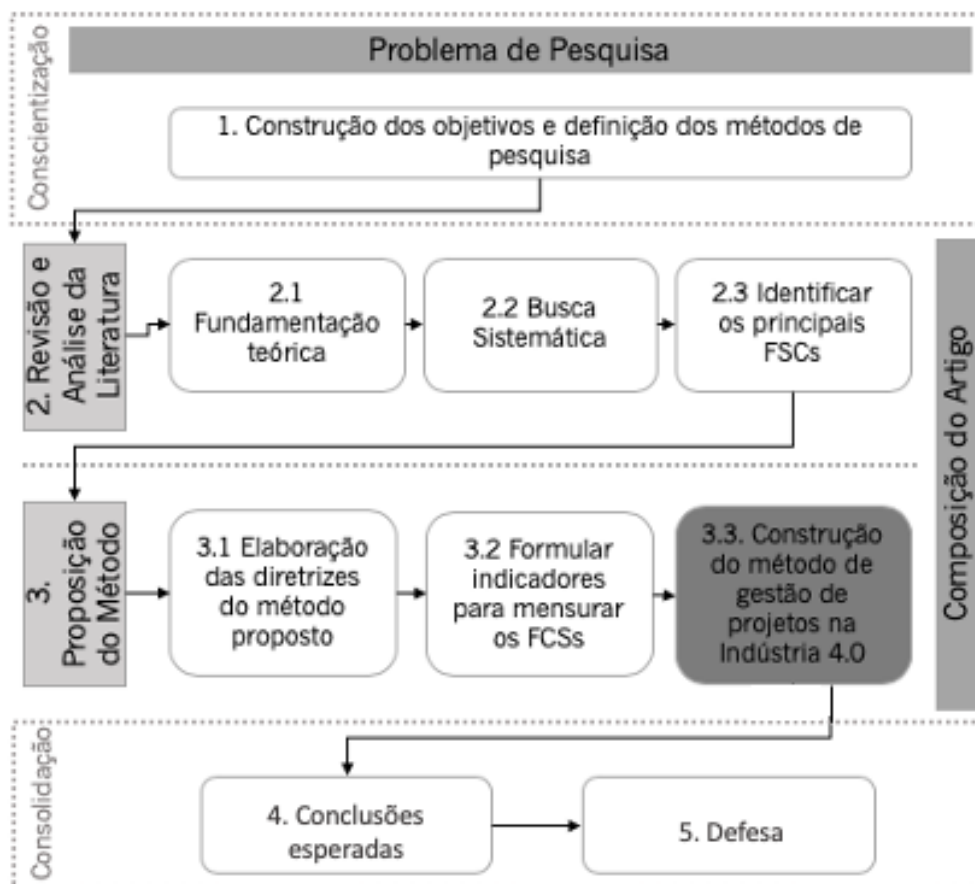 Conscientização
Problema de Pesquisa
1. Construção dos objetivos e definição dos métodos de
pesquisa
2. Revisão e
Análise da
Literatura
2.1
Fundamentação
teórica
2.2 Busca
Sistemática
2.3 Identificar
os principais
FSCs
Composição do Artigo
3.
Proposição
do Método
3.1 Elaboração
das diretrizes
do método
proposto
3.2 Formular
indicadores
para mensurar
os FCSs
3.3. Construção
do método de
gestão de
projetos na
Indústria 4.0
Consolidação
4. Conclusões
esperadas
5. Defesa